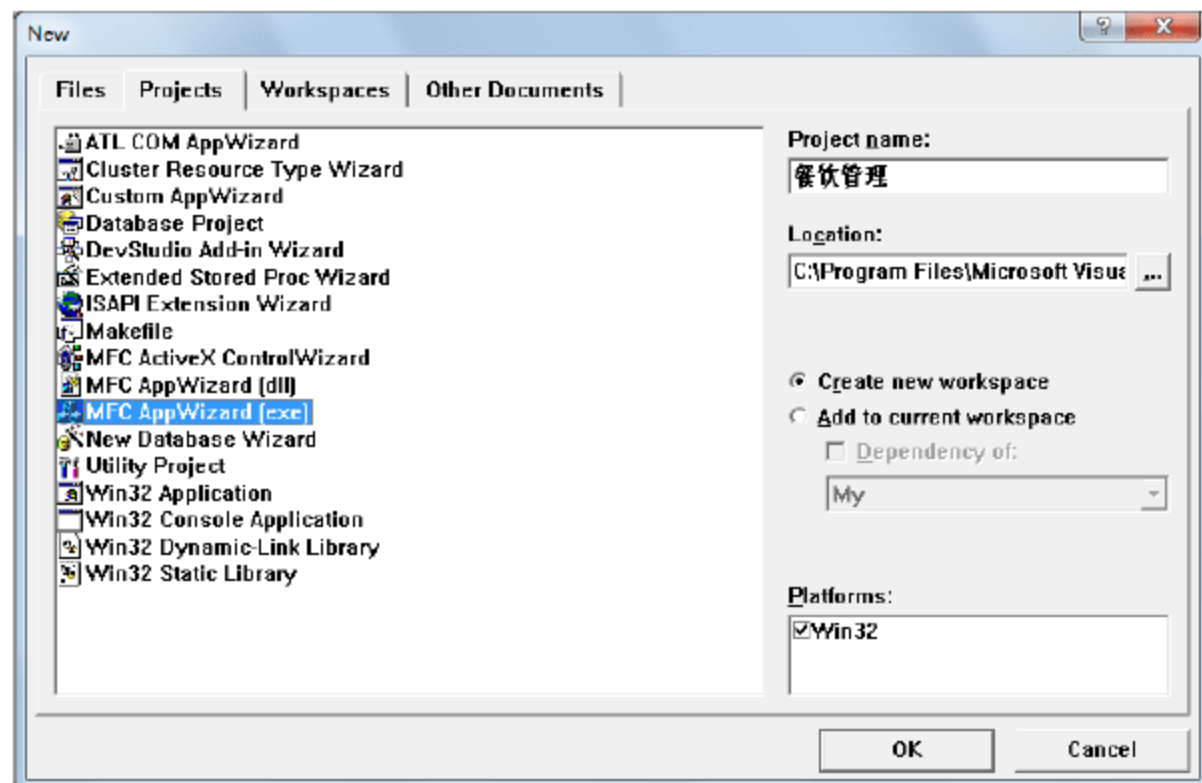 New
Files Projects Workspaces Other Documents
ATL COM AppWizard
Cluster Resource Type Wizard
Custom AppWizard
Database Project
DevStudio Add-in Wizard
Extended Stored Proc Wizard
ISAPI Extension Wizard
Makefile
MFC ActiveX ControlWizard
MFC AppWizard (dll)
MFC AppWizard (exe)
New Database Wizard
Utility Project
Win32 Application
Win32 Console Application
Win32 Dynamic-Link Library
Win32 Static Library
Project name:
餐饮管理
Location:
C:\Program Files\Microsoft Visua ...
Create new workspace
Add to current workspace
Dependency of:
My
Platforms:
Win32
OK Cancel